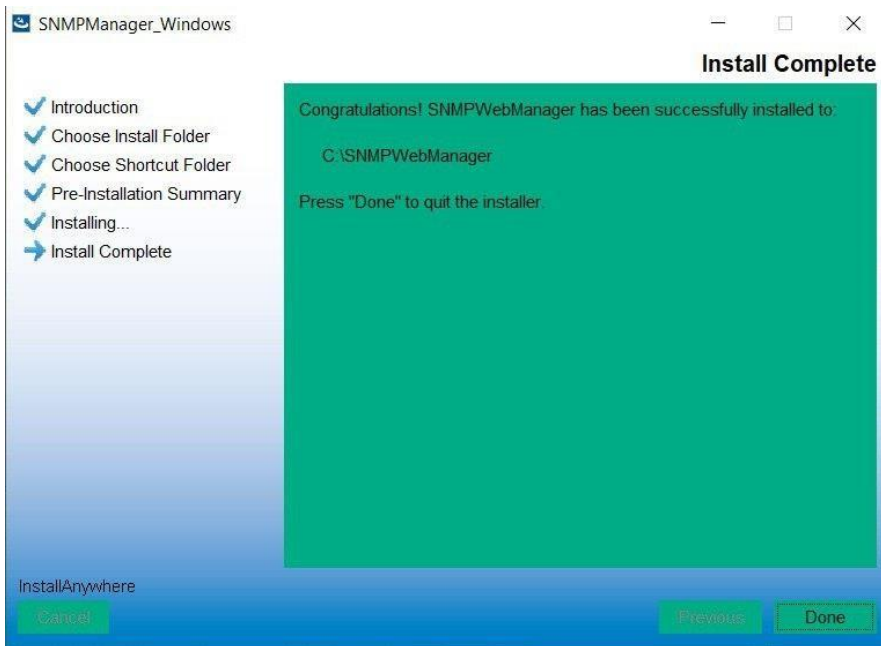 SNMPManager_Windows
Install Complete
Introduction
Choose Install Folder
Choose Shortcut Folder
Pre-Installation Summary
Installing...
Install Complete
Congratulations! SNMPWebManager has been successfully installed to:
C:\SNMPWebManager
Press "Done" to quit the installer.
InstallAnywhere
Cancel
Previous
Done